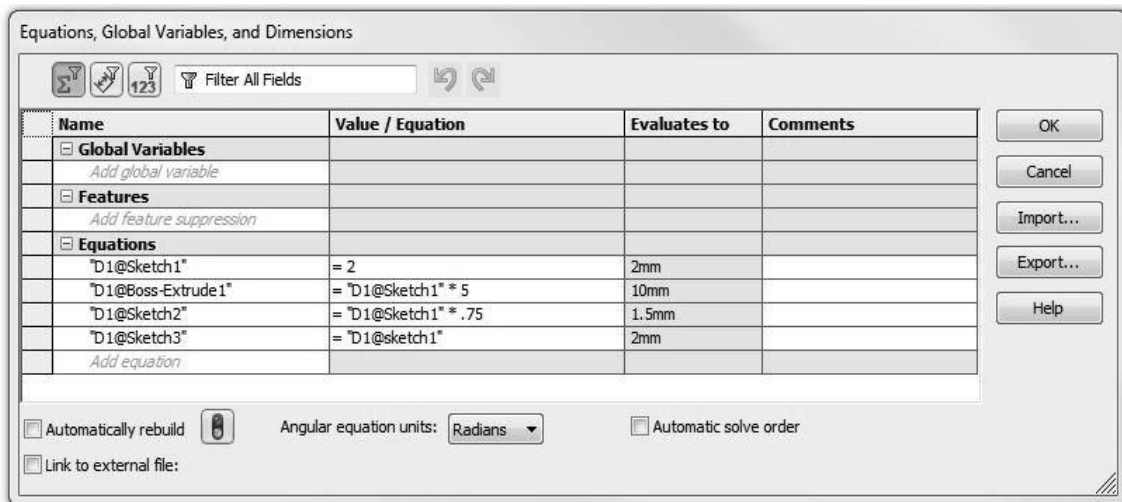 Equations, Global Variables, and Dimensions
Σ 123 Filter All Fields
Name Value / Equation Evaluates to Comments OK
Global Variables
Add global variable Cancel
Features
Add feature suppression Import...
Equations
"D1@Sketch1" = 2 2mm Export...
"D1@Boss-Extrude1" = "D1@Sketch1" * 5 10mm
"D1@Sketch2" = "D1@Sketch1" * .75 1.5mm Help
"D1@Sketch3" = "D1@sketch1" 2mm
Add equation
Automatically rebuild Angular equation units: Radians Automatic solve order
Link to external file: